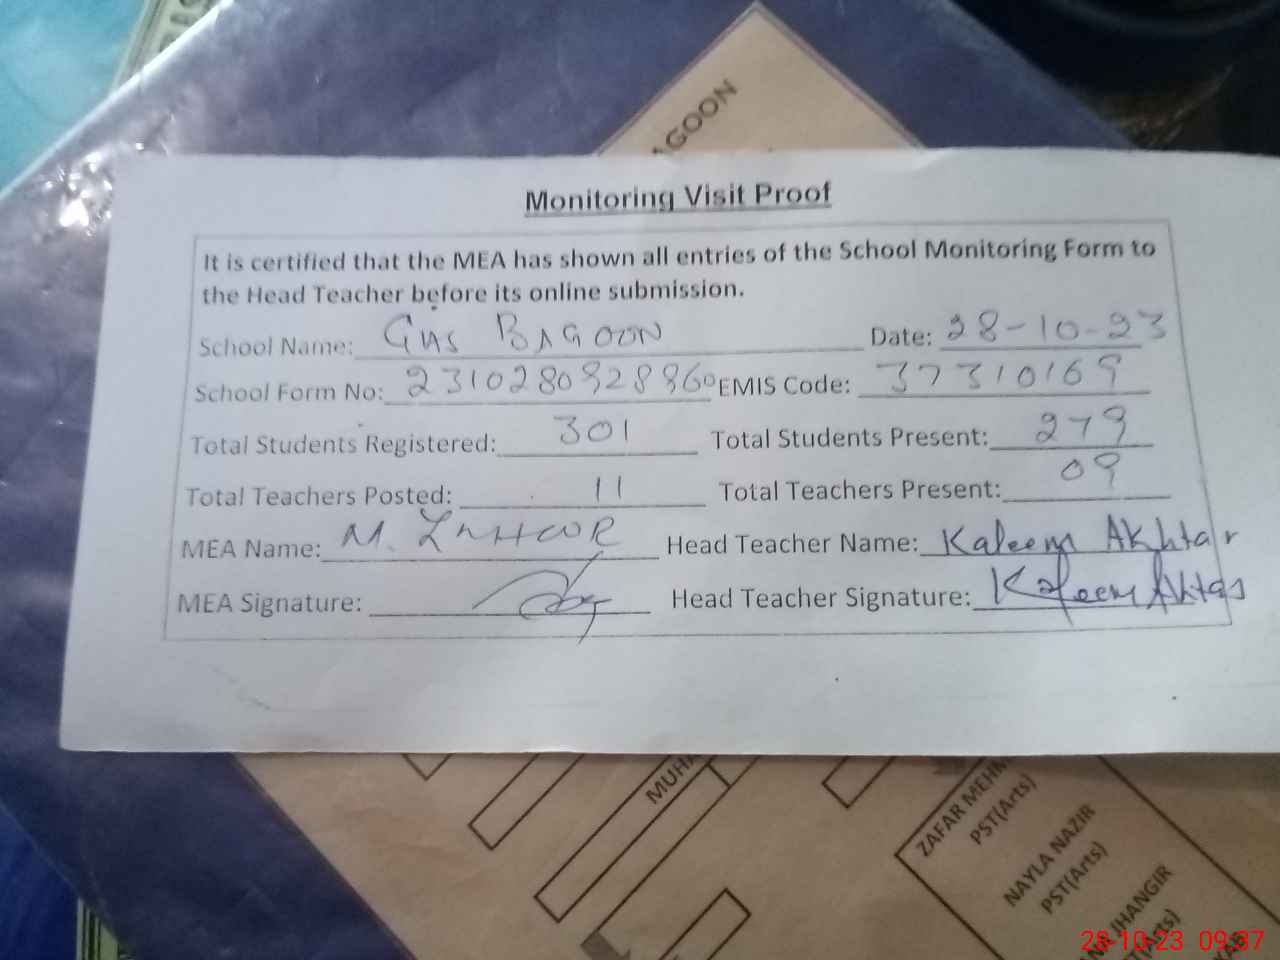 AGOON
Monitoring Visit Proof
It is certified that the MEA has shown all entries of the School Monitoring Form to
the Head Teacher before its online submission.
School Name: GHS BAGOON Date: 28-10-23
School Form No: 2310280928860 EMIS Code: 37310169
Total Students Registered: 301 Total Students Present: 279
Total Teachers Posted: 11 Total Teachers Present: 09
MEA Name: M. ZAHOOR Head Teacher Name: Kaleem Akhtar
MEA Signature: Head Teacher Signature: Kaleem Akhtar
MUHA
ZAFAR MEHM
PST(Arts)
NAYLA NAZIR
PST(Arts)
JHANGIR
28-10-23 09:37